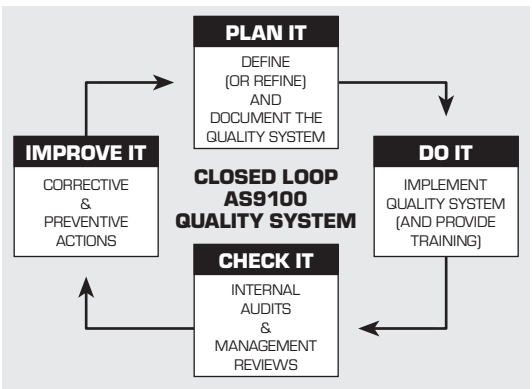 PLAN IT
DEFINE
(OR REFINE)
AND
DOCUMENT THE
QUALITY SYSTEM
IMPROVE IT
CORRECTIVE
&
PREVENTIVE
ACTIONS
CLOSED LOOP
AS9100
QUALITY SYSTEM
DO IT
IMPLEMENT
QUALITY SYSTEM
(AND PROVIDE
TRAINING)
CHECK IT
INTERNAL
AUDITS
&
MANAGEMENT
REVIEWS